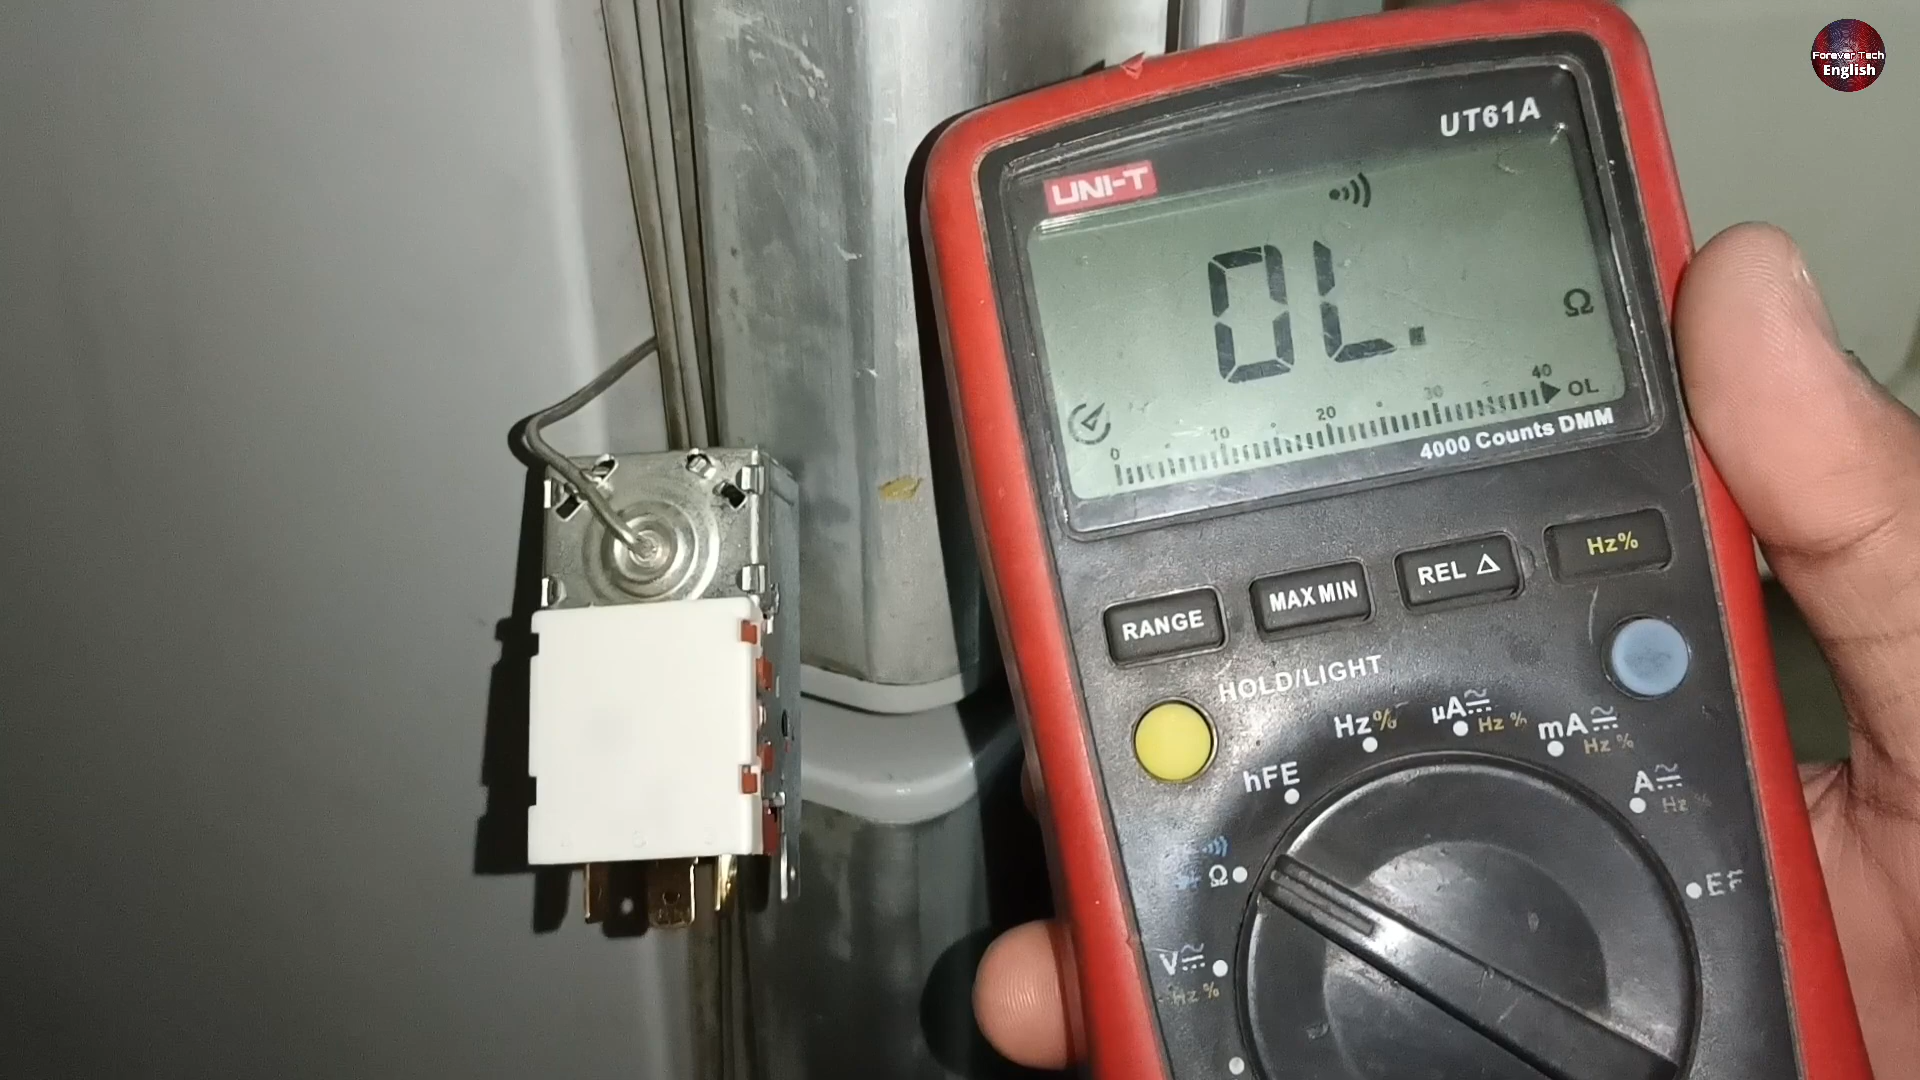 Forever Tech
English
UT61A
UNI-T
OL.
Ω
0 10 20 30 40 OL
4000 Counts DMM
RANGE
MAX MIN
REL Δ
Hz%
HOLD/LIGHT
Hz%
μA
Hz %
mA
Hz %
hFE
A
Hz %
Ω
V
Hz %